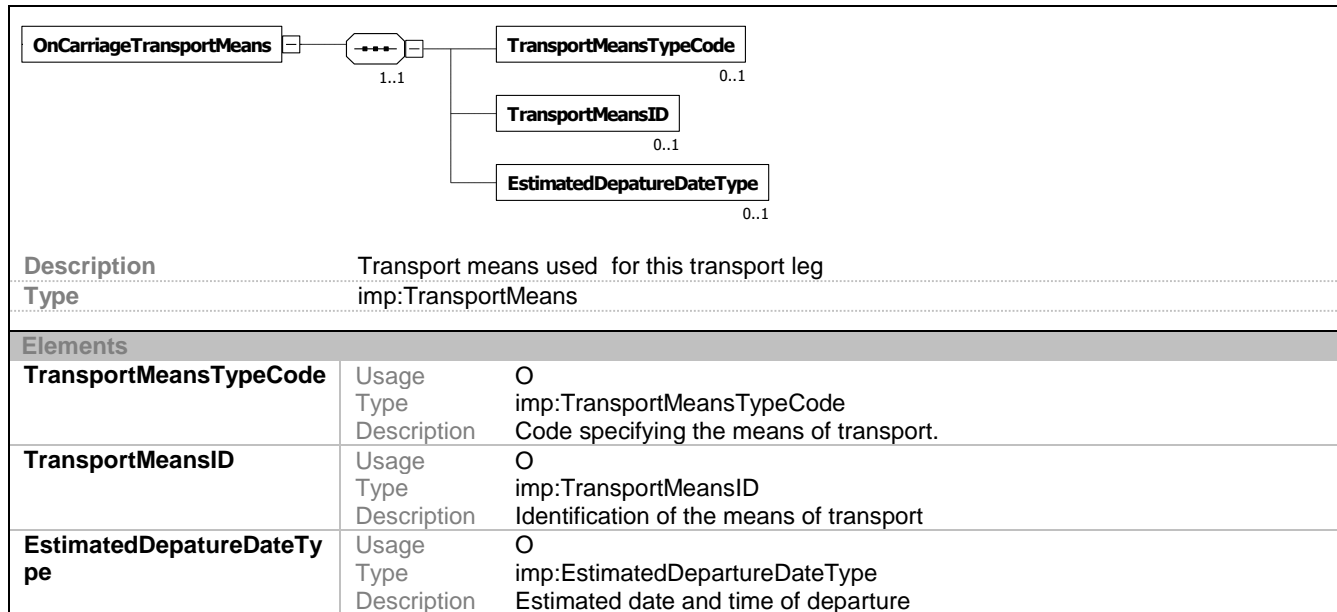 OnCarriageTransportMeans
1..1
TransportMeansTypeCode
0..1
TransportMeansID
0..1
EstimatedDepatureDateType
0..1
Description Transport means used for this transport leg
Type imp:TransportMeans
Elements
TransportMeansTypeCode Usage O
Type imp:TransportMeansTypeCode
Description Code specifying the means of transport.
TransportMeansID Usage O
Type imp:TransportMeansID
Description Identification of the means of transport
EstimatedDepatureDateTy Usage O
pe Type imp:EstimatedDepartureDateType
Description Estimated date and time of departure